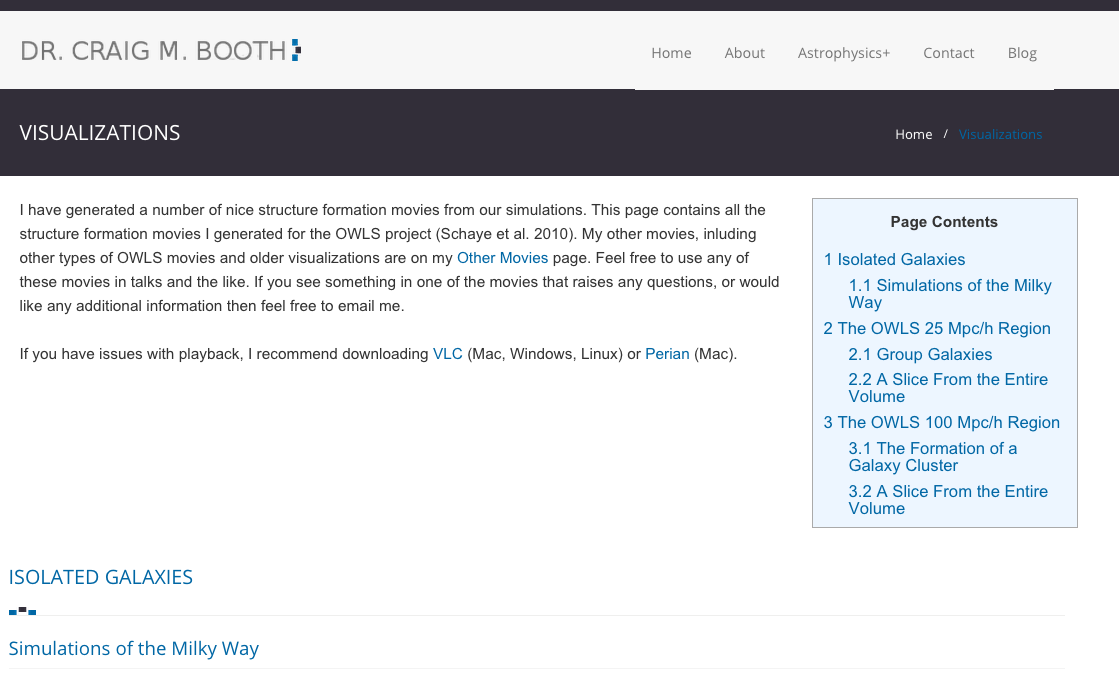 DR. CRAIG M. BOOTH
Home About Astrophysics+ Contact Blog
VISUALIZATIONS
Home / Visualizations
I have generated a number of nice structure formation movies from our simulations. This page contains all the
structure formation movies I generated for the OWLS project (Schaye et al. 2010). My other movies, inluding
other types of OWLS movies and older visualizations are on my Other Movies page. Feel free to use any of
these movies in talks and the like. If you see something in one of the movies that raises any questions, or would
like any additional information then feel free to email me.
If you have issues with playback, I recommend downloading VLC (Mac, Windows, Linux) or Perian (Mac).
Page Contents
1 Isolated Galaxies
1.1 Simulations of the Milky
Way
2 The OWLS 25 Mpc/h Region
2.1 Group Galaxies
2.2 A Slice From the Entire
Volume
3 The OWLS 100 Mpc/h Region
3.1 The Formation of a
Galaxy Cluster
3.2 A Slice From the Entire
Volume
ISOLATED GALAXIES
Simulations of the Milky Way